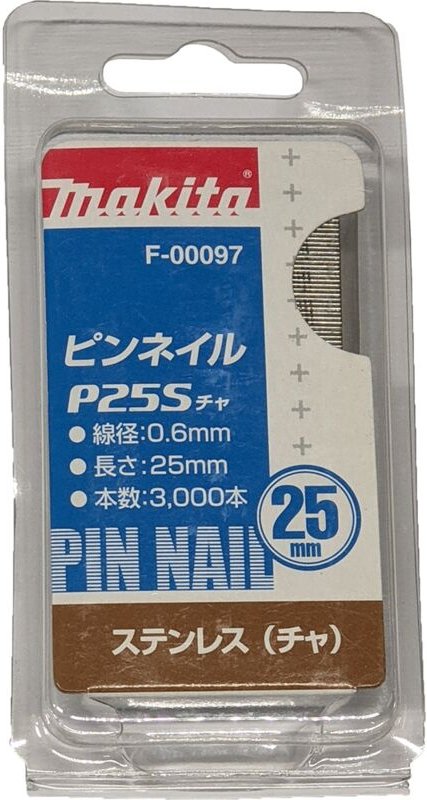 makita®
F-00097
ピンネイル
P25Sチャ
●線径:0.6mm
●長さ:25mm
●本数:3,000本
25
mm
PIN NAIL
ステンレス(チャ)